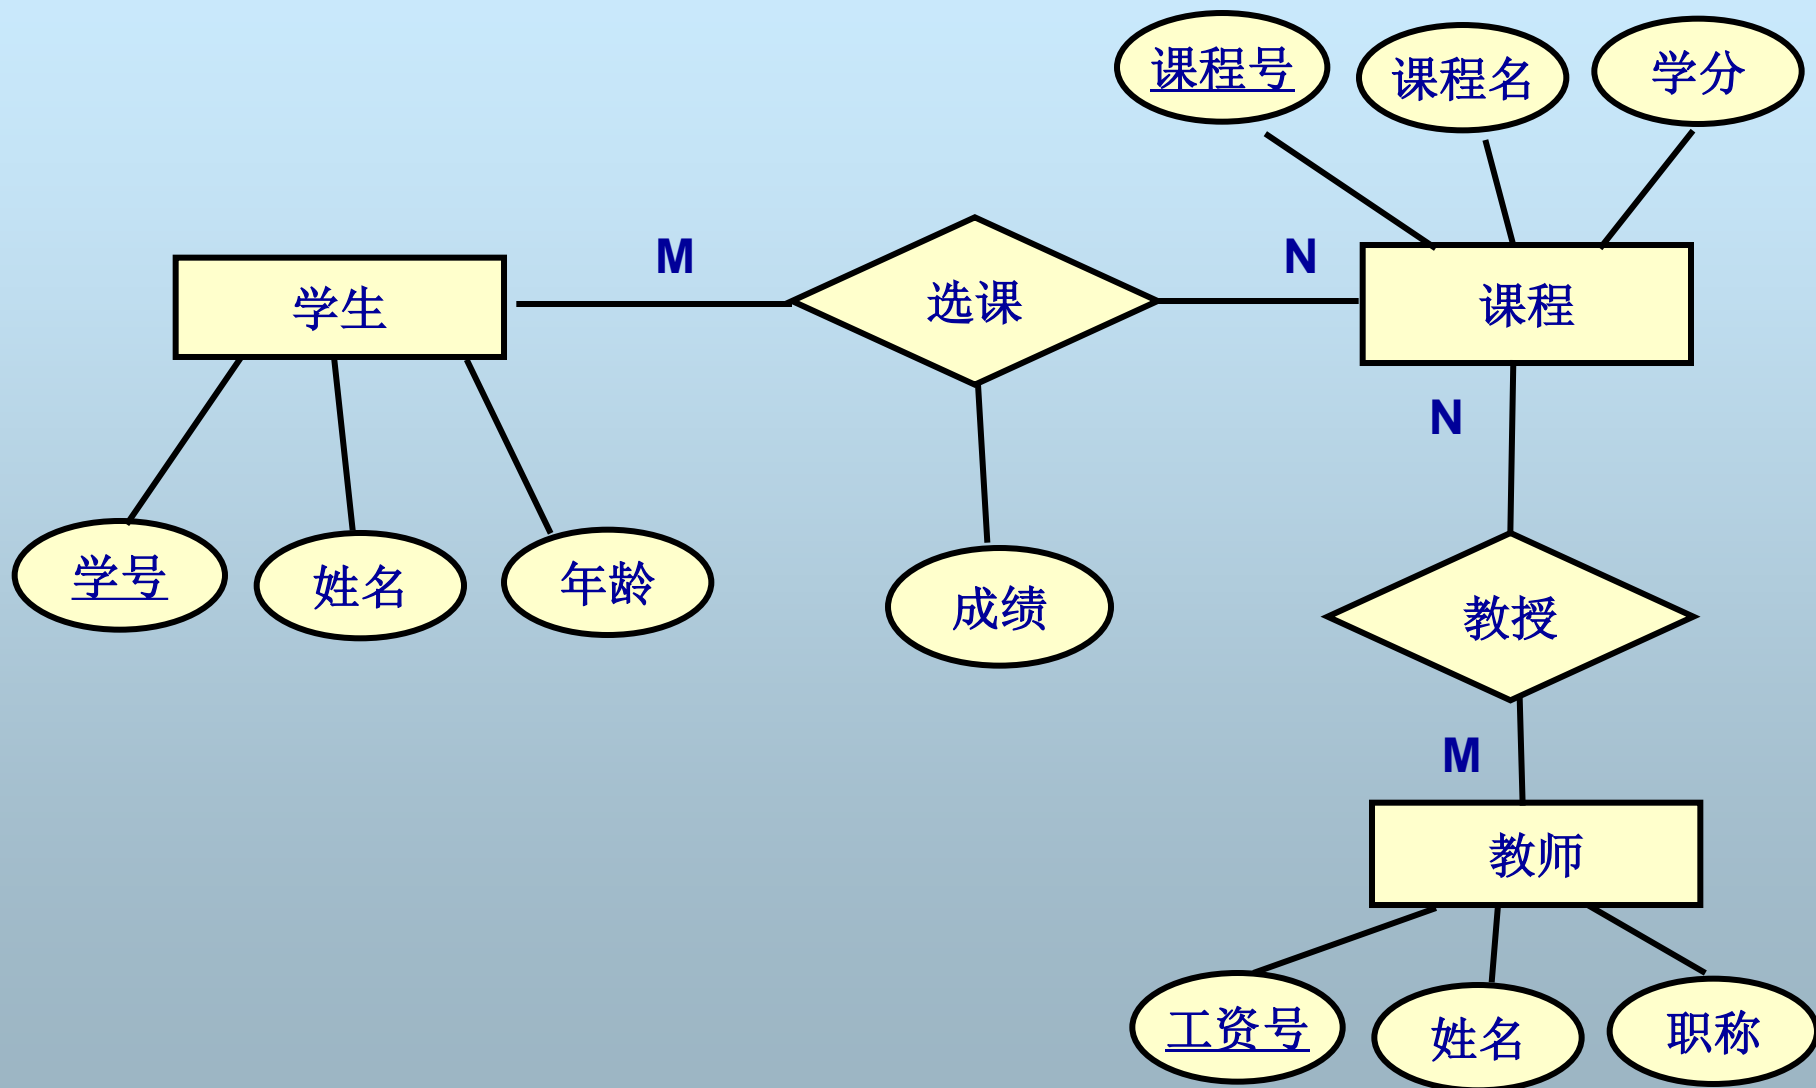 课程号
课程名
学分
M
N
学生
选课
课程
N
学号
姓名
年龄
成绩
教授
M
教师
工资号
姓名
职称